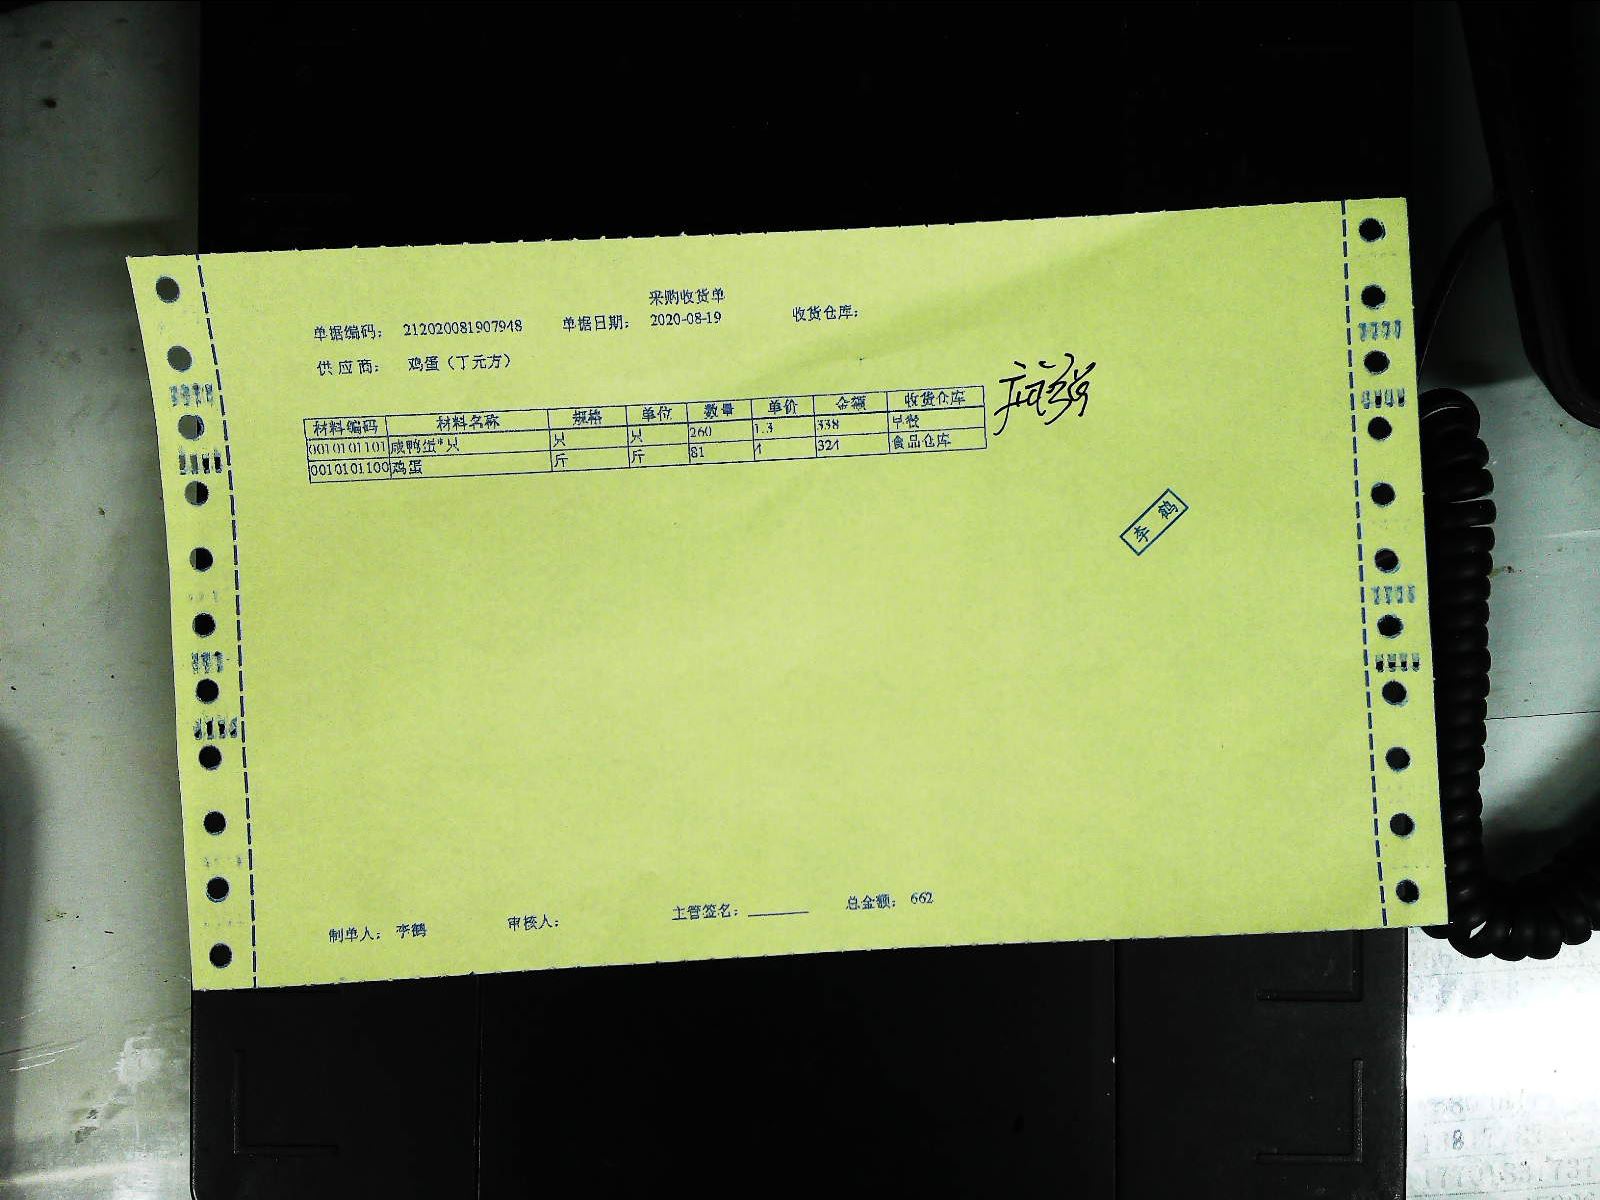 采购收货单
单据编码： 212020081907948 单据日期： 2020-08-19 收货仓库：
供应商： 鸡蛋（丁元方）
材料编码 材料名称 规格 单位 数量 单价 金额 收货仓库
0010101101 咸鸭蛋*只 只 只 260 1.3 338 早餐
0010101100 鸡蛋 斤 斤 81 4 324 食品仓库
李鹤
制单人： 李鹤 审核人： 主管签名： 总金额： 662